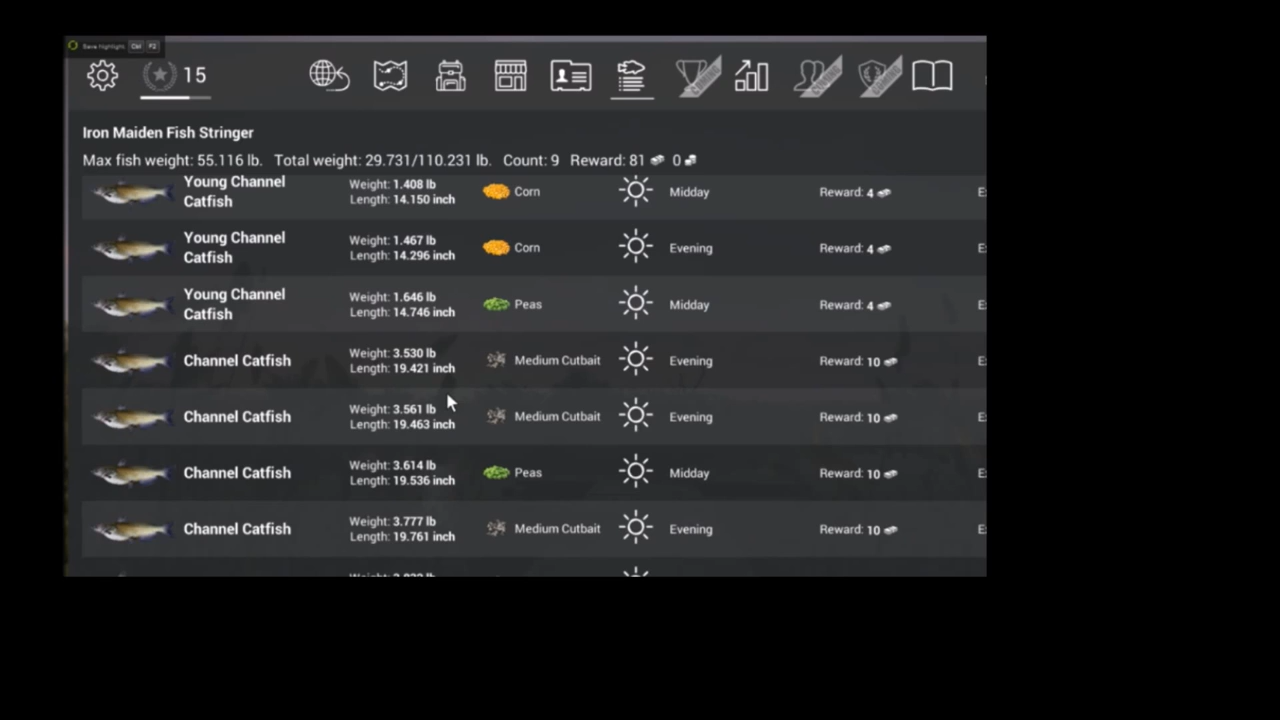 Save highlight Ctrl F2
15
Iron Maiden Fish Stringer
Max fish weight: 55.116 lb. Total weight: 29.731/110.231 lb. Count: 9 Reward: 81 0
Young Channel Catfish Weight: 1.408 lb Length: 14.150 inch Corn Midday Reward: 4
Young Channel Catfish Weight: 1.467 lb Length: 14.296 inch Corn Evening Reward: 4
Young Channel Catfish Weight: 1.646 lb Length: 14.746 inch Peas Midday Reward: 4
Channel Catfish Weight: 3.530 lb Length: 19.421 inch Medium Cutbait Evening Reward: 10
Channel Catfish Weight: 3.561 lb Length: 19.463 inch Medium Cutbait Evening Reward: 10
Channel Catfish Weight: 3.614 lb Length: 19.536 inch Peas Midday Reward: 10
Channel Catfish Weight: 3.777 lb Length: 19.761 inch Medium Cutbait Evening Reward: 10